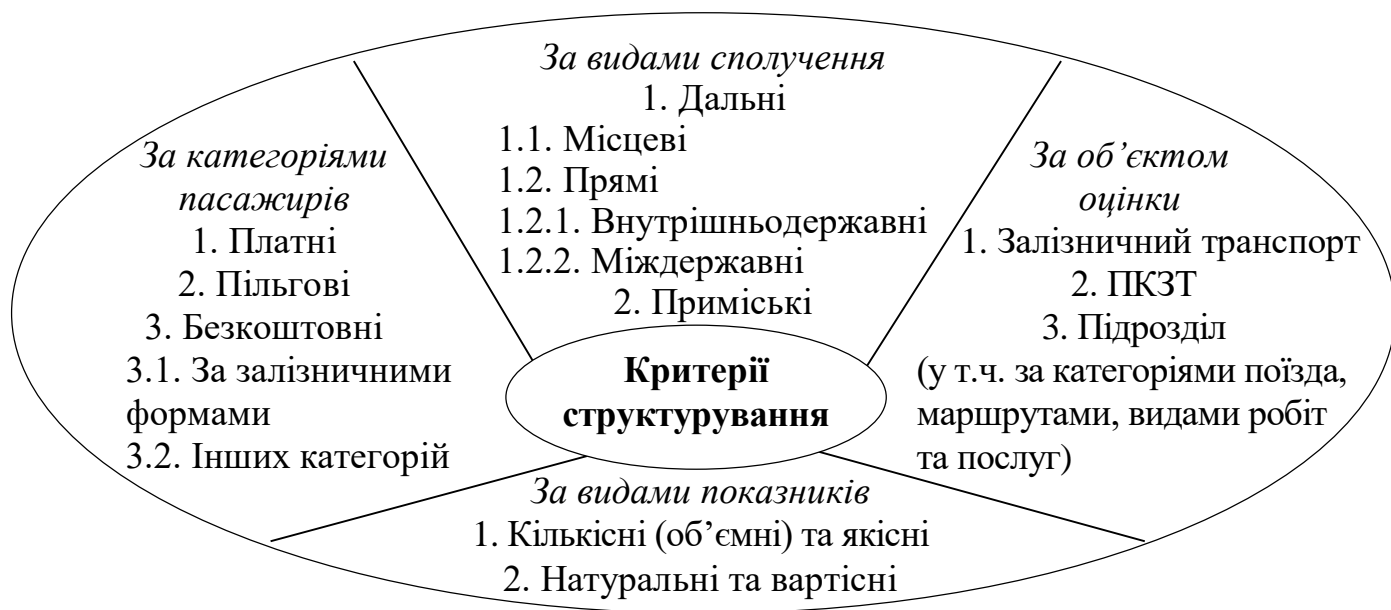 За видами сполучення
1. Дальні
1.1. Місцеві
1.2. Прямі
1.2.1. Внутрішньодержавні
1.2.2. Міждержавні
2. Приміські
За категоріями
пасажирів
1. Платні
2. Пільгові
3. Безкоштовні
3.1. За залізничними
формами
3.2. Інших категорій
Критерії
структурування
За об’єктом
оцінки
1. Залізничний транспорт
2. ПКЗТ
3. Підрозділ
(у т.ч. за категоріями поїзда,
маршрутами, видами робіт
та послуг)
За видами показників
1. Кількісні (об’ємні) та якісні
2. Натуральні та вартісні